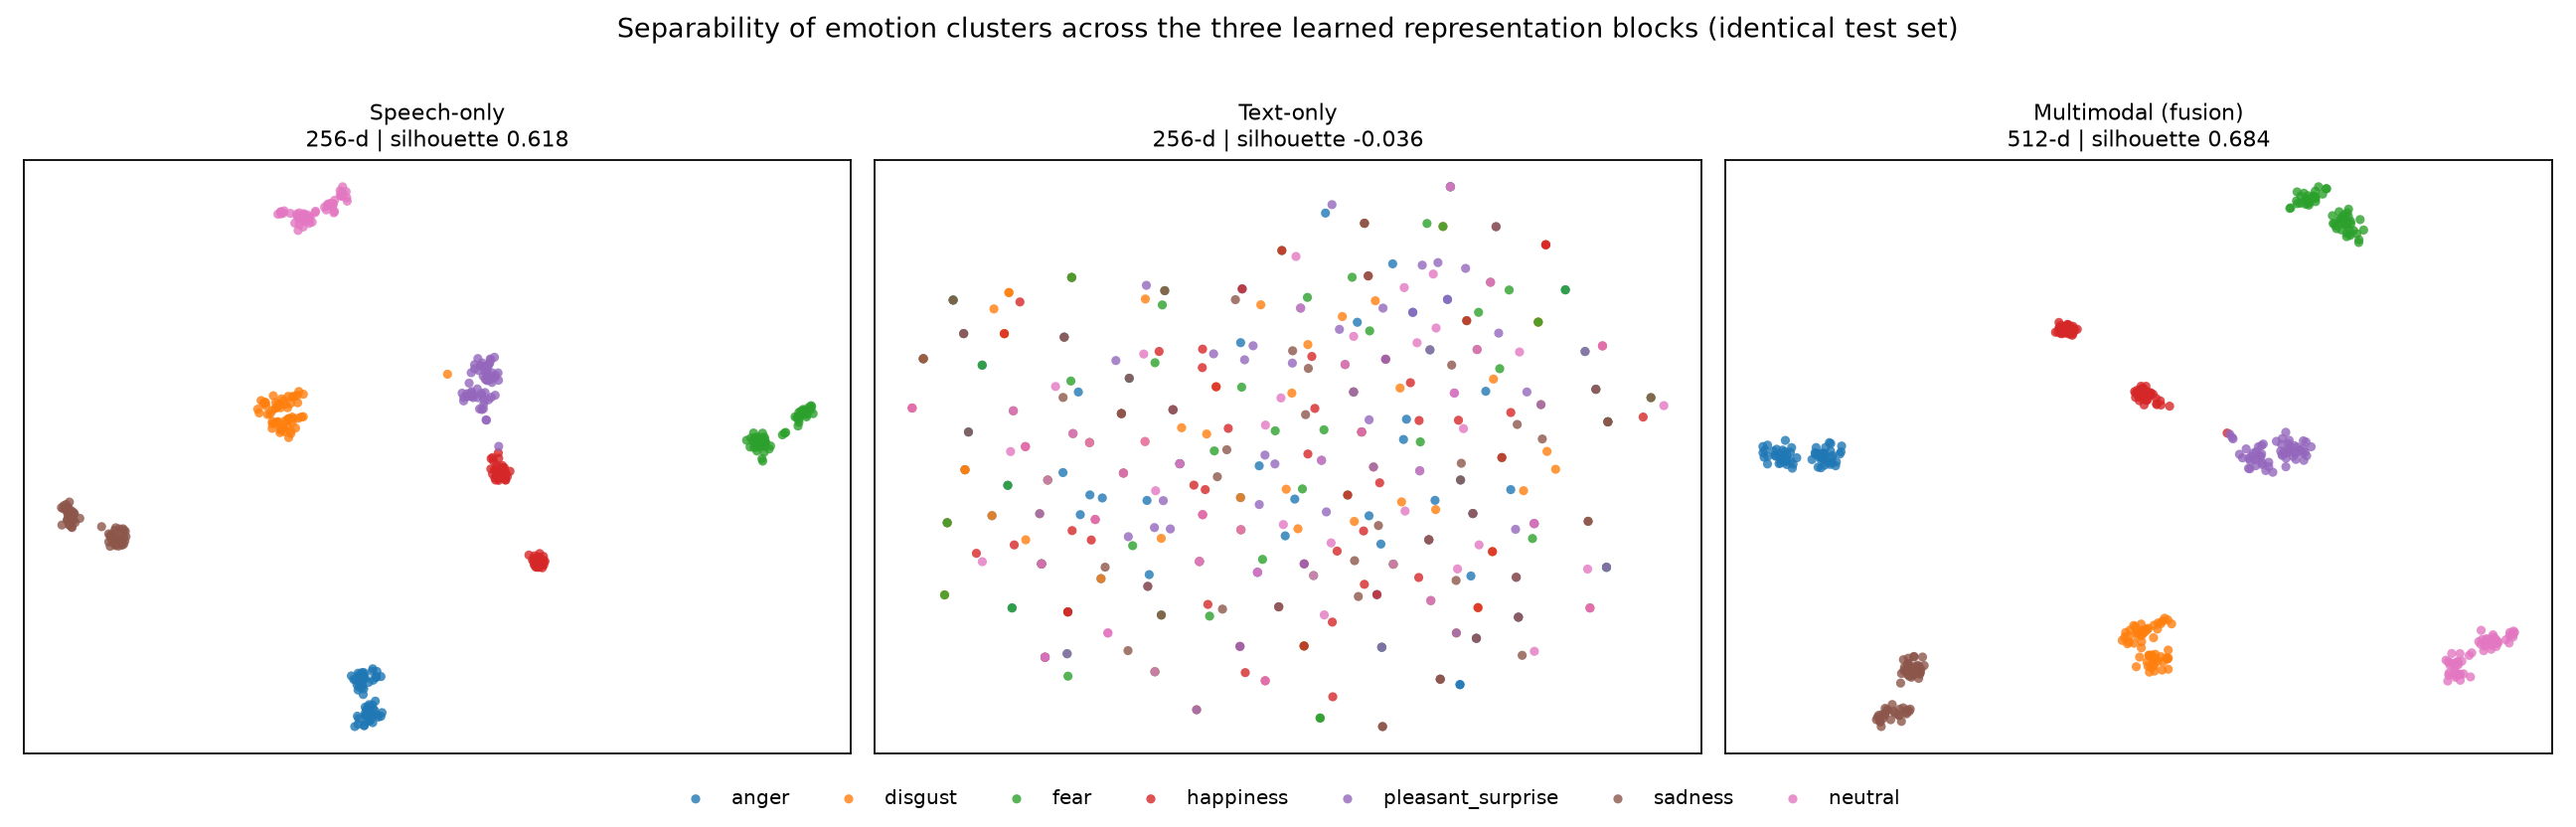 Separability of emotion clusters across the three learned representation blocks (identical test set)
Speech-only
256-d | silhouette 0.618
Text-only
256-d | silhouette -0.036
Multimodal (fusion)
512-d | silhouette 0.684
anger disgust fear happiness pleasant_surprise sadness neutral